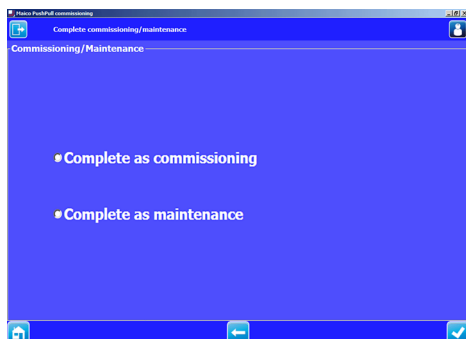 Maico PushPull commissioning
Complete commissioning/maintenance
Commissioning/Maintenance
Complete as commissioning
Complete as maintenance